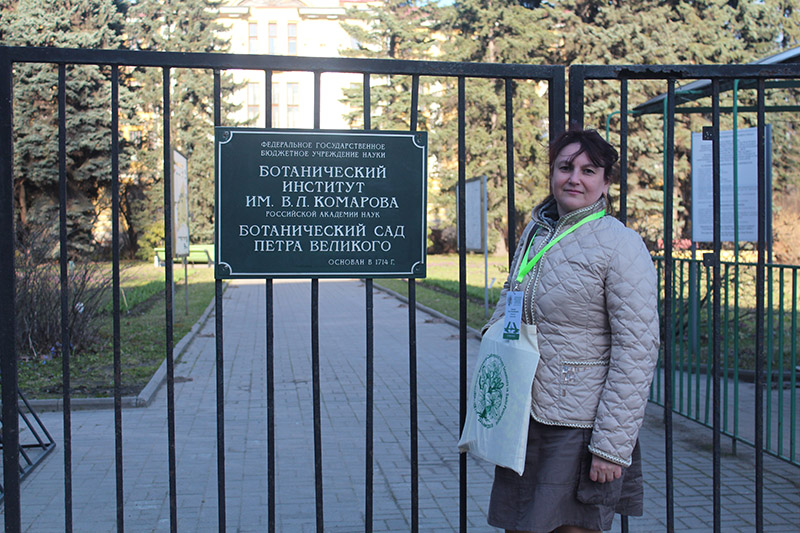 ФЕДЕРАЛЬНОЕ ГОСУДАРСТВЕННОЕ
БЮДЖЕТНОЕ УЧРЕЖДЕНИЕ НАУКИ
БОТАНИЧЕСКИЙ
ИНСТИТУТ
ИМ. В.Л. КОМАРОВА
РОССИЙСКОЙ АКАДЕМИИ НАУК
БОТАНИЧЕСКИЙ САД
ПЕТРА ВЕЛИКОГО
ОСНОВАН В 1714 Г.